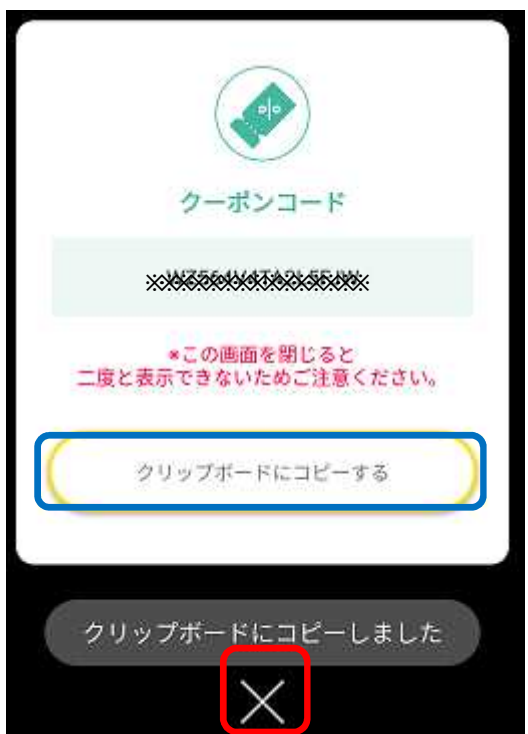 クーポンコード
※この画面を閉じると
二度と表示できないためご注意ください。
クリップボードにコピーする
クリップボードにコピーしました